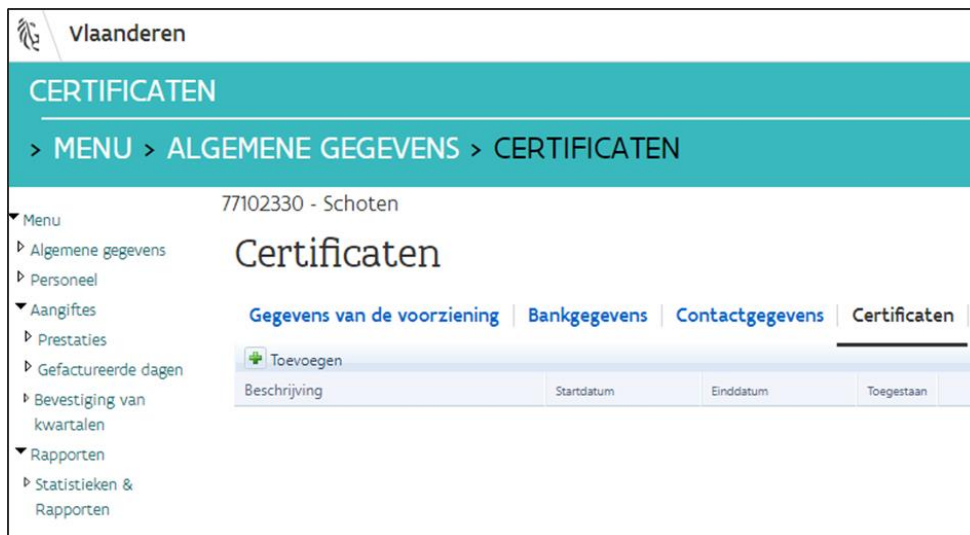 Vlaanderen
CERTIFICATEN
> MENU > ALGEMENE GEGEVENS > CERTIFICATEN
77102330 - Schoten
Menu
Algemene gegevens
Personeel
Aangiftes
Prestaties
Gefactureerde dagen
Bevestiging van
kwartalen
Rapporten
Statistieken &
Rapporten
Certificaten
Gegevens van de voorziening | Bankgegevens | Contactgegevens | Certificaten
Toevoegen
Beschrijving Startdatum Einddatum Toegestaan